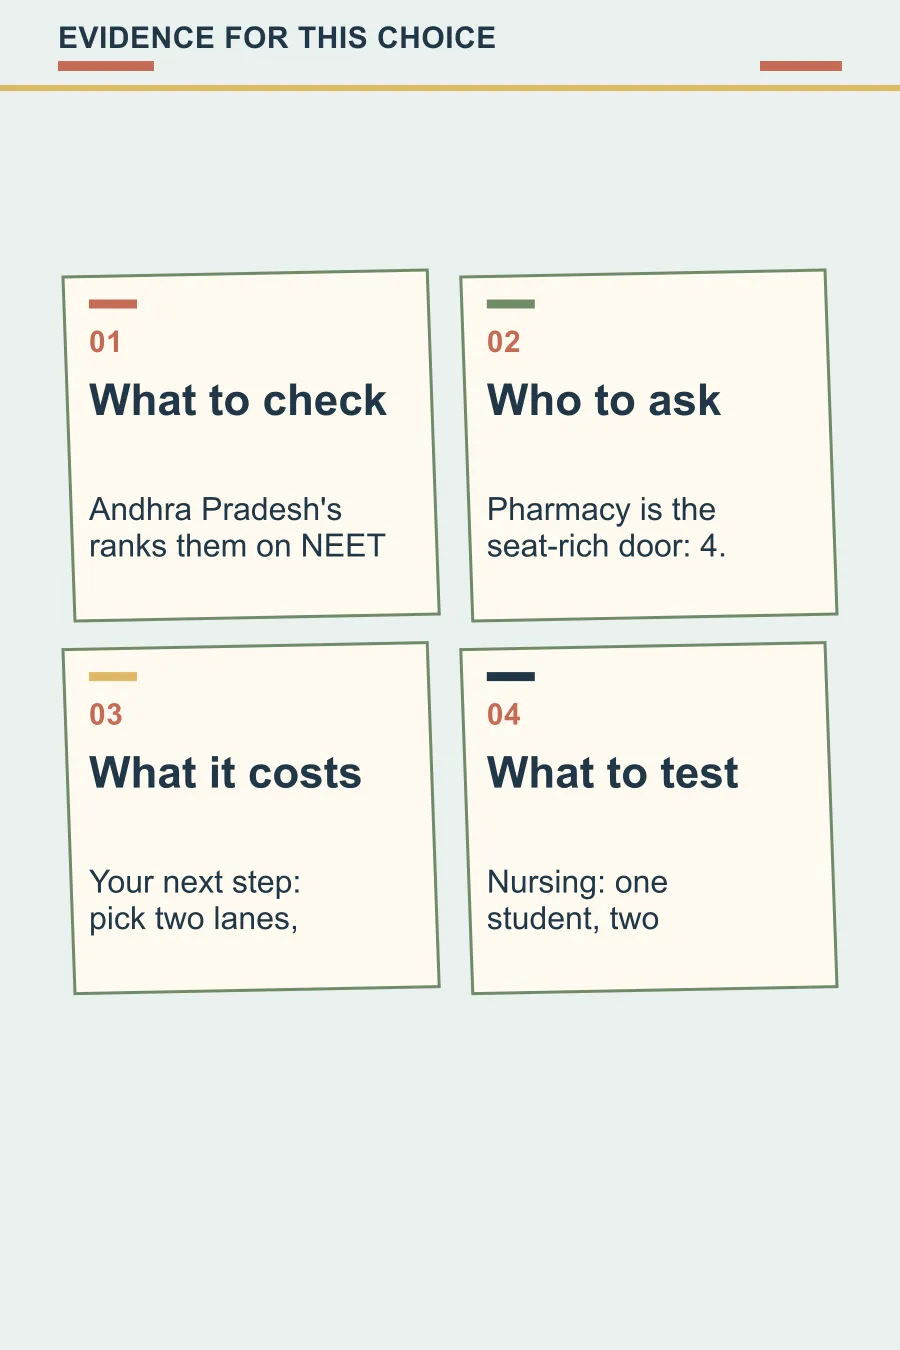 EVIDENCE FOR THIS CHOICE
01
What to check
Andhra Pradesh's
ranks them on NEET
02
Who to ask
Pharmacy is the
seat-rich door: 4.
03
What it costs
Your next step:
pick two lanes,
04
What to test
Nursing: one
student, two